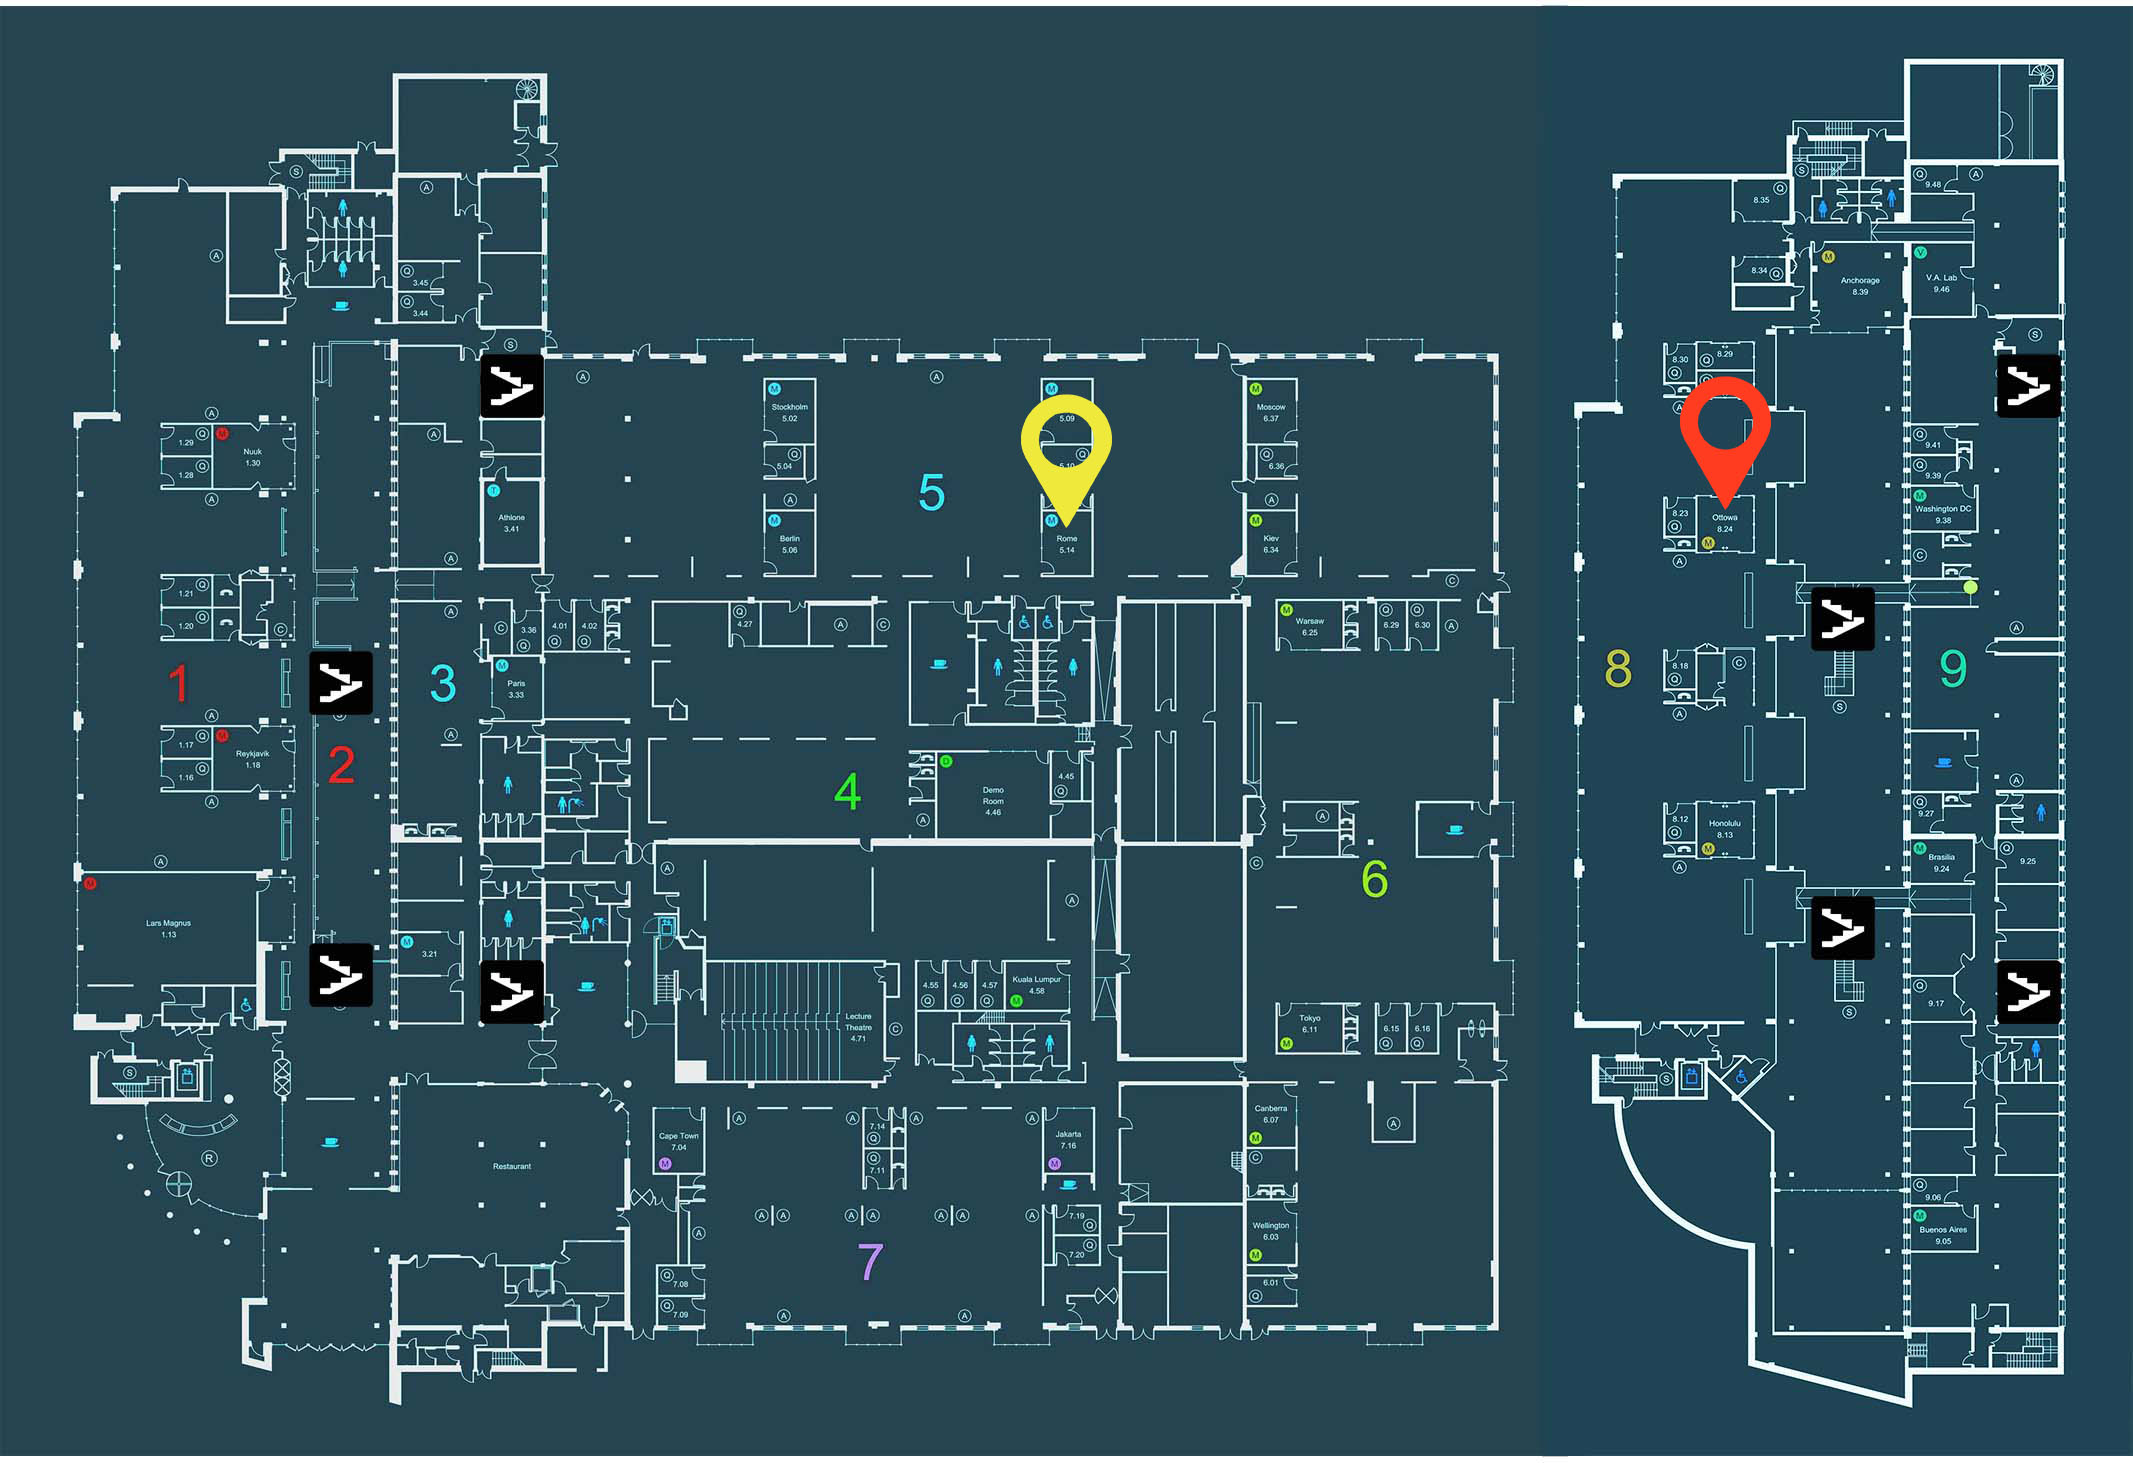 S
A
A
Q
3.45
Q
3.44
S
A
Q
1.29
Q
1.28
M
Nuuk
1.30
A
A
T
Athlone
3.41
A
A
A
M
Stockholm
5.02
Q
5.04
A
M
Berlin
5.06
5
M
5.09
Q
5.10
M
Rome
5.14
M
Moscow
6.37
Q
6.36
A
M
Kiev
6.34
C
1.21
Q
1.20
Q
C
A
C
3.36
Q
4.01
Q
4.02
Q
Q
4.27
A
C
M
Warsaw
6.25
Q
6.29
Q
6.30
A
1
2
3
M
Paris
3.33
A
A
1.17
Q
1.16
Q
M
Reykjavik
1.18
A
4
D
Demo
Room
4.46
4.45
Q
A
A
6
C
A
M
Lars Magnus
1.13
M
3.21
A
A
4.55
Q
4.56
Q
4.57
Q
Kuala Lumpur
4.58
M
Lecture
Theatre
4.71
C
Tokyo
6.11
M
6.15
Q
6.16
Q
S
R
Restaurant
Cape Town
7.04
M
A
A
7.14
Q
Q
7.11
A
A
Jakarta
7.16
M
Canberra
6.07
M
C
A
A
A
A
A
A
A
A
A
7.19
Q
7.20
Q
Wellington
6.03
M
6.01
Q
7
Q
7.08
Q
7.09
A
A
S
Q
8.35
8.34
Q
M
Anchorage
8.39
Q
9.48
A
V
V.A. Lab
9.46
S
8.30
Q
8.29
Q
A
8.23
Q
Ottowa
8.24
M
A
Q
9.41
Q
9.39
M
Washington DC
9.38
C
A
8
8.18
Q
C
A
S
9
A
8.12
Q
Honolulu
8.13
M
A
Q
9.27
M
Brasilia
9.24
Q
9.25
Q
9.17
S
S
Q
9.06
M
Buenos Aires
9.05